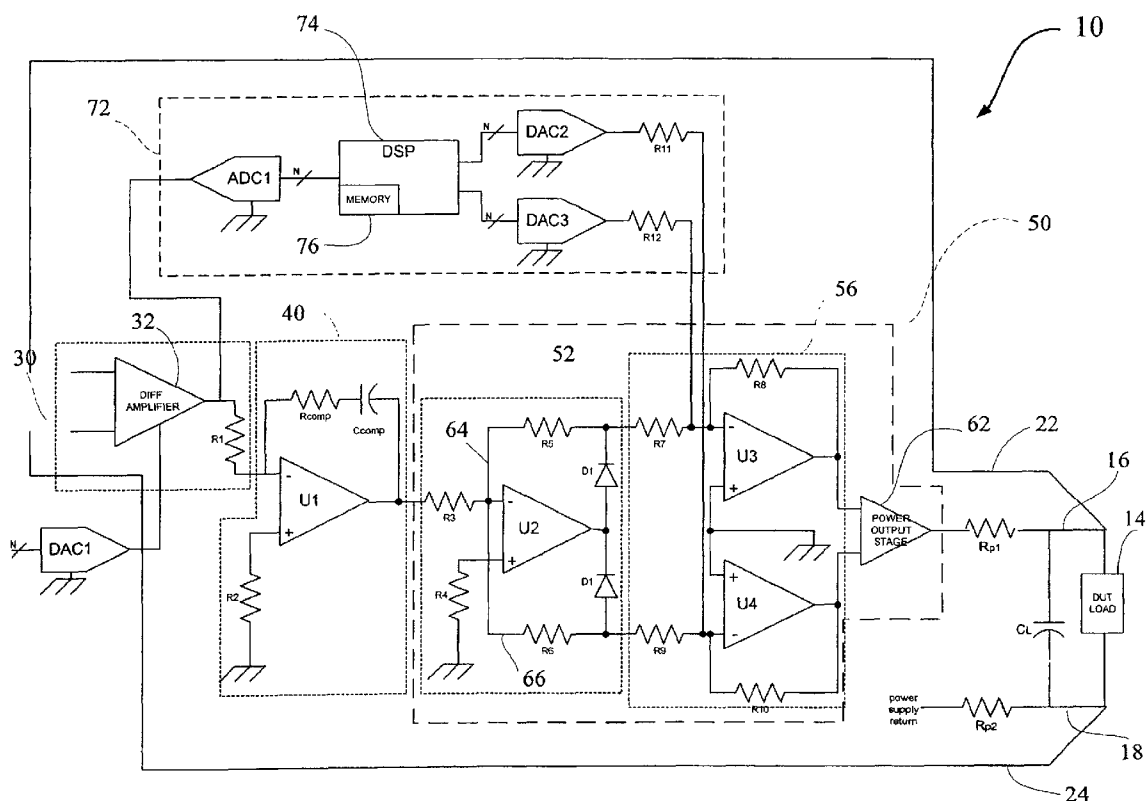 10
74
72
DSP
MEMORY
76
ADC1
N
N
DAC2
R11
N
DAC3
R12
50
56
40
52
32
30
DIFF
AMPLIFIER
R1
Rcomp
Ccomp
U1
R2
N
DAC1
64
R5
R3
U2
D1
R4
D1
R6
66
R7
R8
U3
U4
R9
R10
62
POWER
OUTPUT
STAGE
22
16
14
Rp1
DUT
LOAD
CL
power
supply
return
Rp2
18
24